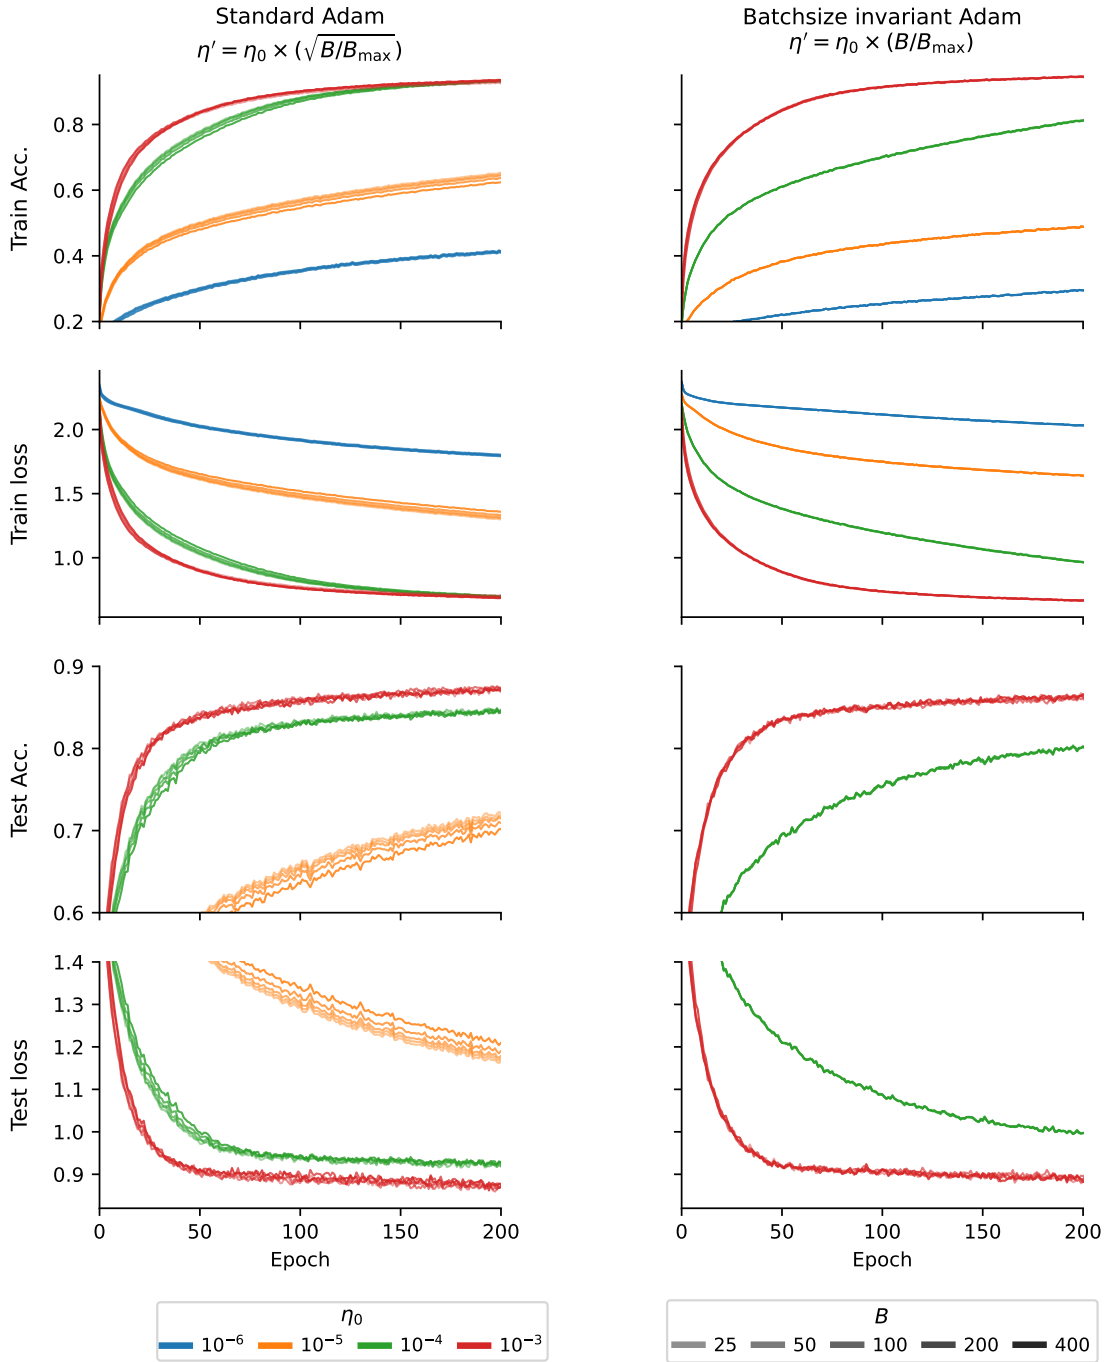 Standard Adam
η′ = η₀ × (√B/Bₘₐₓ)
Batchsize invariant Adam
η′ = η₀ × (B/Bₘₐₓ)
Train Acc.
0.8
0.6
0.4
0.2
Train loss
2.0
1.5
1.0
Test Acc.
0.9
0.8
0.7
0.6
Test loss
1.4
1.3
1.2
1.1
1.0
0.9
0 50 100 150 200
Epoch
0 50 100 150 200
Epoch
η₀
10⁻⁶ 10⁻⁵ 10⁻⁴ 10⁻³
B
25 50 100 200 400